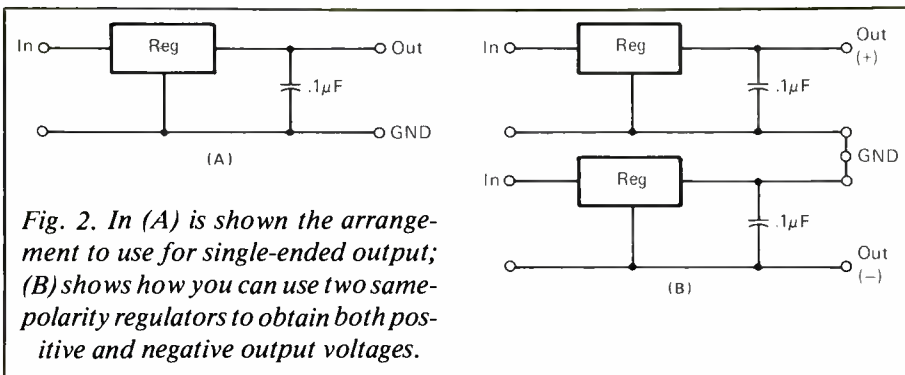 In
Reg
Out
.1µF
GND
(A)
In
Reg
Out
(+)
.1µF
GND
In
Reg
.1µF
Out
(−)
(B)
Fig. 2. In (A) is shown the arrange-
ment to use for single-ended output;
(B) shows how you can use two same-
polarity regulators to obtain both pos-
itive and negative output voltages.